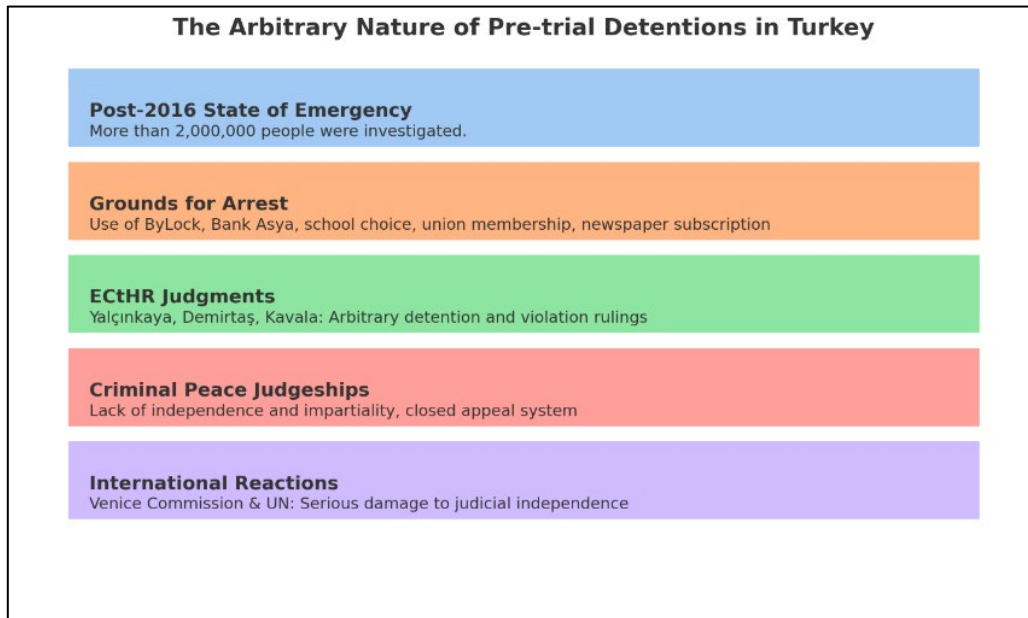 The Arbitrary Nature of Pre-trial Detentions in Turkey
Post-2016 State of Emergency
More than 2,000,000 people were investigated.
Grounds for Arrest
Use of ByLock, Bank Asya, school choice, union membership, newspaper subscription
ECtHR Judgments
Yalçınkaya, Demirtaş, Kavala: Arbitrary detention and violation rulings
Criminal Peace Judgeships
Lack of independence and impartiality, closed appeal system
International Reactions
Venice Commission & UN: Serious damage to judicial independence